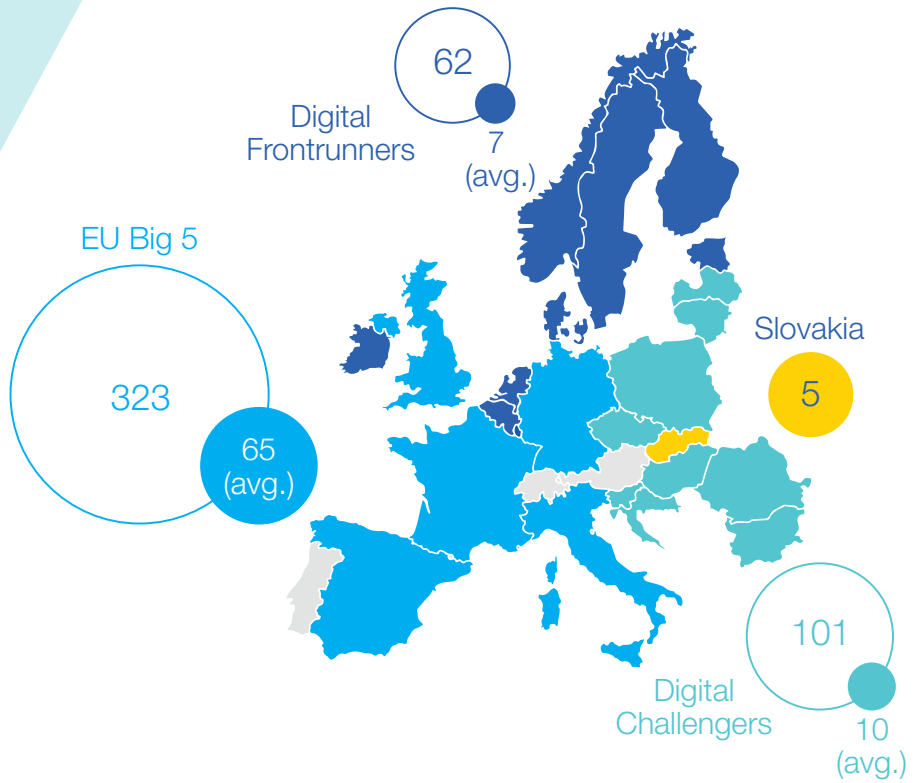 62
Digital
Frontrunners
7
(avg.)
EU Big 5
323
65
(avg.)
Slovakia
5
101
Digital
Challengers
10
(avg.)